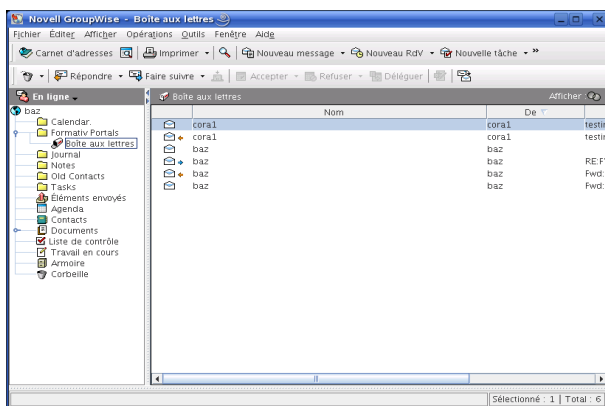 Novell GroupWise - Boîte aux lettres
Fichier Éditer Afficher Opérations Outils Fenêtre Aide
Carnet d'adresses Imprimer Nouveau message Nouveau RdV Nouvelle tâche »
Répondre Faire suivre Accepter Refuser Déléguer
En ligne Boîte aux lettres Afficher :
Nom De
baz
Calendar.
Formativ Portals
Boîte aux lettres
Journal
Notes
Old Contacts
Tasks
Éléments envoyés
Agenda
Contacts
Documents
Liste de contrôle
Travail en cours
Armoire
Corbeille
cora1 cora1 testin
cora1 cora1 testin
baz baz
baz baz RE:F
baz baz Fwd:
baz baz Fwd:
Sélectionné : 1 Total : 6